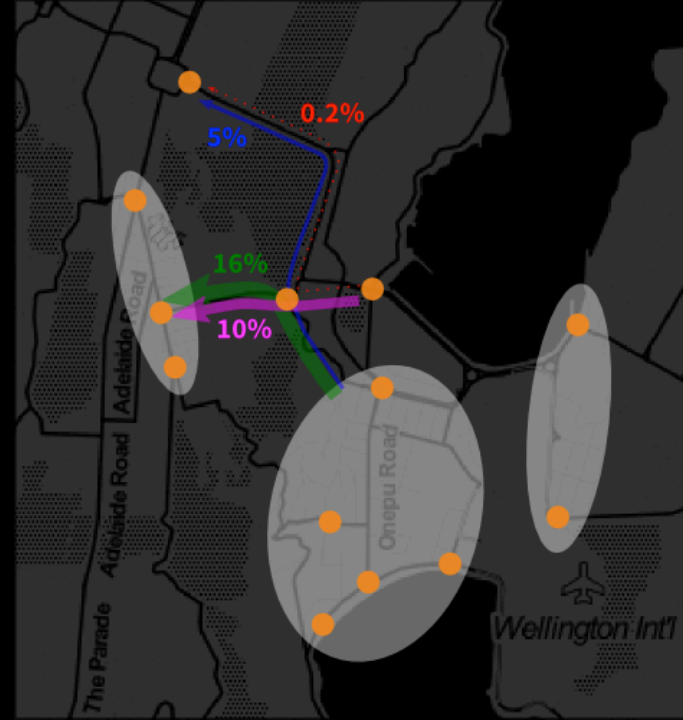 0.2%
5%
16%
10%
Adelaide Road
Adelaide Road
Onepu Road
The Parade
Wellington Int'l